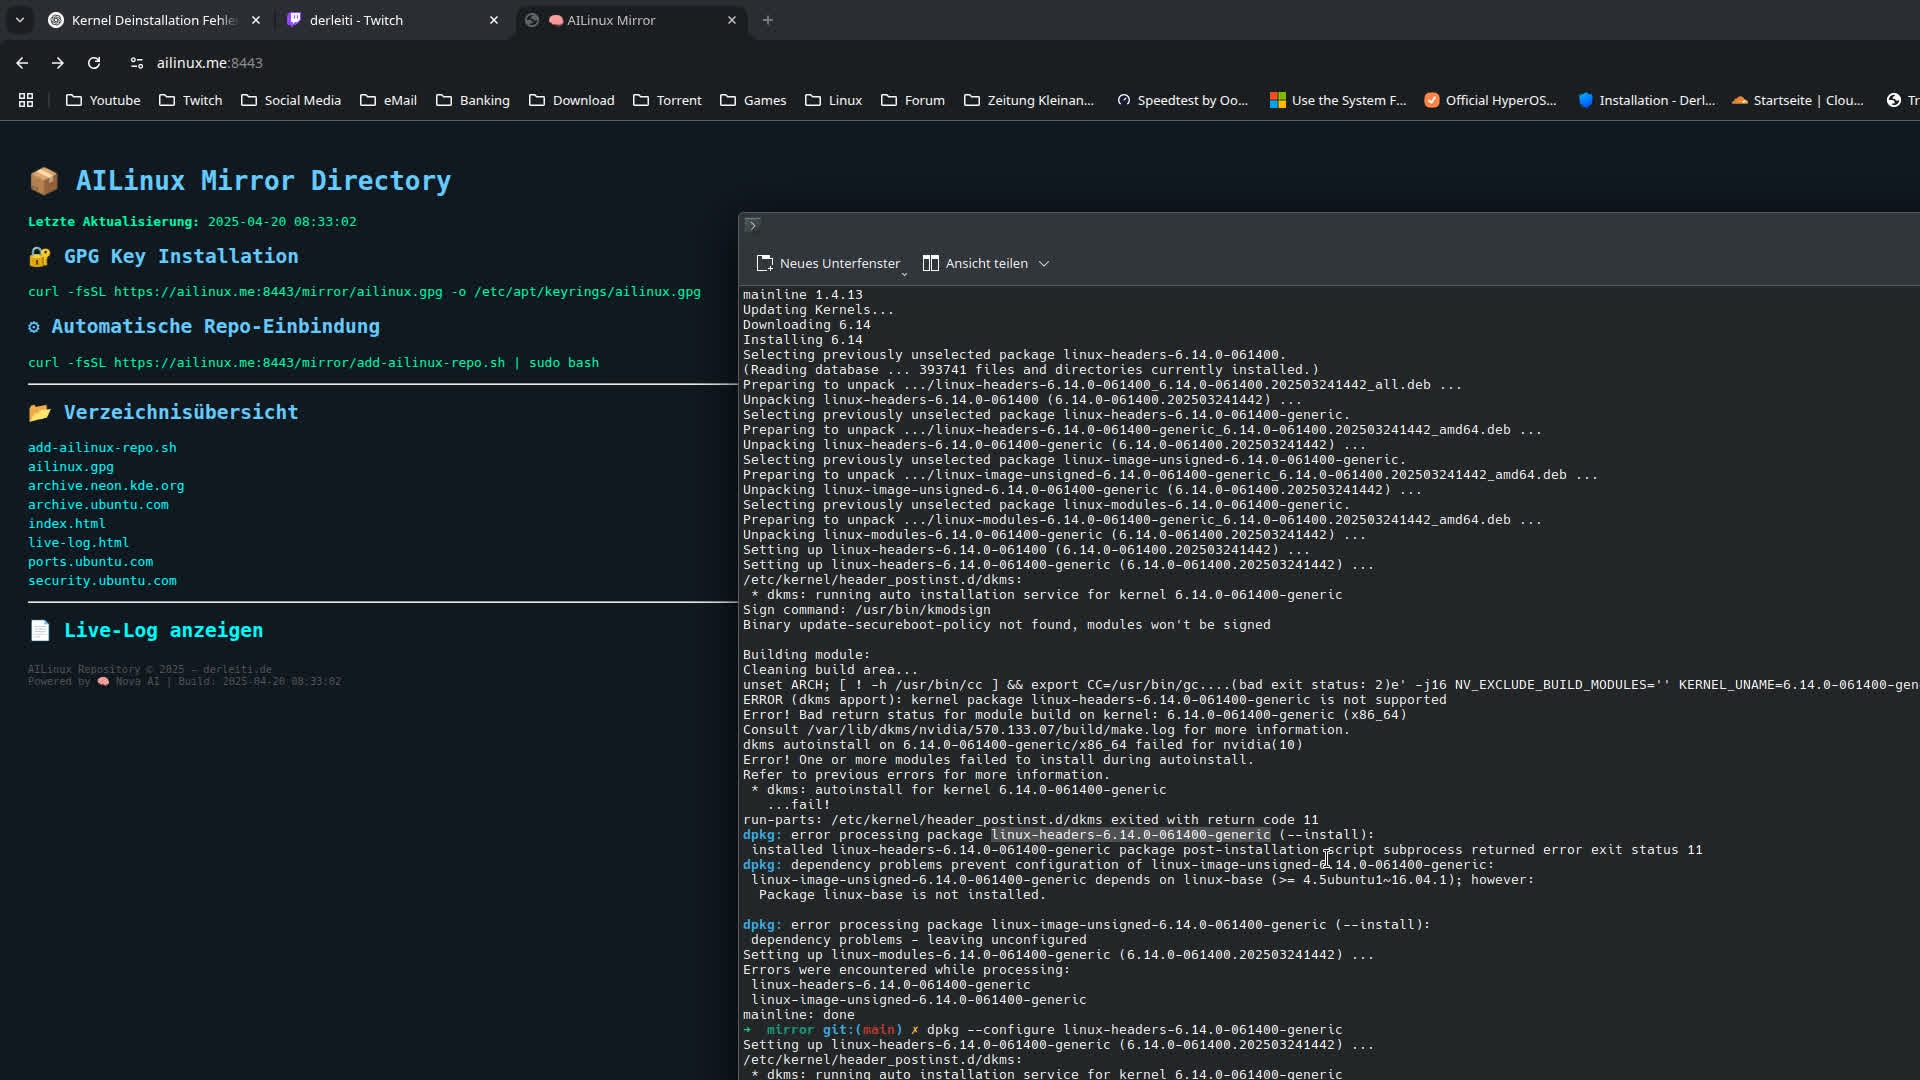 Kernel Deinstallation Fehle
derleiti - Twitch
🧠 AILinux Mirror
ailinux.me:8443
Youtube
Twitch
Social Media
eMail
Banking
Download
Torrent
Games
Linux
Forum
Zeitung Kleinan...
Speedtest by Oo...
Use the System F...
Official HyperOS...
Installation - Derl...
Startseite | Clou...
Tr
📦 AILinux Mirror Directory
Letzte Aktualisierung: 2025-04-20 08:33:02
🔐 GPG Key Installation
curl -fsSL https://ailinux.me:8443/mirror/ailinux.gpg -o /etc/apt/keyrings/ailinux.gpg
⚙ Automatische Repo-Einbindung
curl -fsSL https://ailinux.me:8443/mirror/add-ailinux-repo.sh | sudo bash
📂 Verzeichnisübersicht
add-ailinux-repo.sh
ailinux.gpg
archive.neon.kde.org
archive.ubuntu.com
index.html
live-log.html
ports.ubuntu.com
security.ubuntu.com
📄 Live-Log anzeigen
AILinux Repository © 2025 – derleiti.de
Powered by 🧠 Nova AI | Build: 2025-04-20 08:33:02
Neues Unterfenster
Ansicht teilen
mainline 1.4.13
Updating Kernels...
Downloading 6.14
Installing 6.14
Selecting previously unselected package linux-headers-6.14.0-061400.
(Reading database ... 393741 files and directories currently installed.)
Preparing to unpack .../linux-headers-6.14.0-061400_6.14.0-061400.202503241442_all.deb ...
Unpacking linux-headers-6.14.0-061400 (6.14.0-061400.202503241442) ...
Selecting previously unselected package linux-headers-6.14.0-061400-generic.
Preparing to unpack .../linux-headers-6.14.0-061400-generic_6.14.0-061400.202503241442_amd64.deb ...
Unpacking linux-headers-6.14.0-061400-generic (6.14.0-061400.202503241442) ...
Selecting previously unselected package linux-image-unsigned-6.14.0-061400-generic.
Preparing to unpack .../linux-image-unsigned-6.14.0-061400-generic_6.14.0-061400.202503241442_amd64.deb ...
Unpacking linux-image-unsigned-6.14.0-061400-generic (6.14.0-061400.202503241442) ...
Selecting previously unselected package linux-modules-6.14.0-061400-generic.
Preparing to unpack .../linux-modules-6.14.0-061400-generic_6.14.0-061400.202503241442_amd64.deb ...
Unpacking linux-modules-6.14.0-061400-generic (6.14.0-061400.202503241442) ...
Setting up linux-headers-6.14.0-061400 (6.14.0-061400.202503241442) ...
Setting up linux-headers-6.14.0-061400-generic (6.14.0-061400.202503241442) ...
/etc/kernel/header_postinst.d/dkms:
* dkms: running auto installation service for kernel 6.14.0-061400-generic
Sign command: /usr/bin/kmodsign
Binary update-secureboot-policy not found, modules won't be signed
Building module:
Cleaning build area...
unset ARCH; [ ! -h /usr/bin/cc ] && export CC=/usr/bin/gc....(bad exit status: 2)e' -j16 NV_EXCLUDE_BUILD_MODULES='' KERNEL_UNAME=6.14.0-061400-gen
ERROR (dkms apport): kernel package linux-headers-6.14.0-061400-generic is not supported
Error! Bad return status for module build on kernel: 6.14.0-061400-generic (x86_64)
Consult /var/lib/dkms/nvidia/570.133.07/build/make.log for more information.
dkms autoinstall on 6.14.0-061400-generic/x86_64 failed for nvidia(10)
Error! One or more modules failed to install during autoinstall.
Refer to previous errors for more information.
* dkms: autoinstall for kernel 6.14.0-061400-generic
...fail!
run-parts: /etc/kernel/header_postinst.d/dkms exited with return code 11
dpkg: error processing package linux-headers-6.14.0-061400-generic (--install):
installed linux-headers-6.14.0-061400-generic package post-installation script subprocess returned error exit status 11
dpkg: dependency problems prevent configuration of linux-image-unsigned-6.14.0-061400-generic:
linux-image-unsigned-6.14.0-061400-generic depends on linux-base (>= 4.5ubuntu1~16.04.1); however:
Package linux-base is not installed.
dpkg: error processing package linux-image-unsigned-6.14.0-061400-generic (--install):
dependency problems - leaving unconfigured
Setting up linux-modules-6.14.0-061400-generic (6.14.0-061400.202503241442) ...
Errors were encountered while processing:
linux-headers-6.14.0-061400-generic
linux-image-unsigned-6.14.0-061400-generic
mainline: done
➜ mirror git:(main) ✗ dpkg --configure linux-headers-6.14.0-061400-generic
Setting up linux-headers-6.14.0-061400-generic (6.14.0-061400.202503241442) ...
/etc/kernel/header_postinst.d/dkms:
* dkms: running auto installation service for kernel 6.14.0-061400-generic